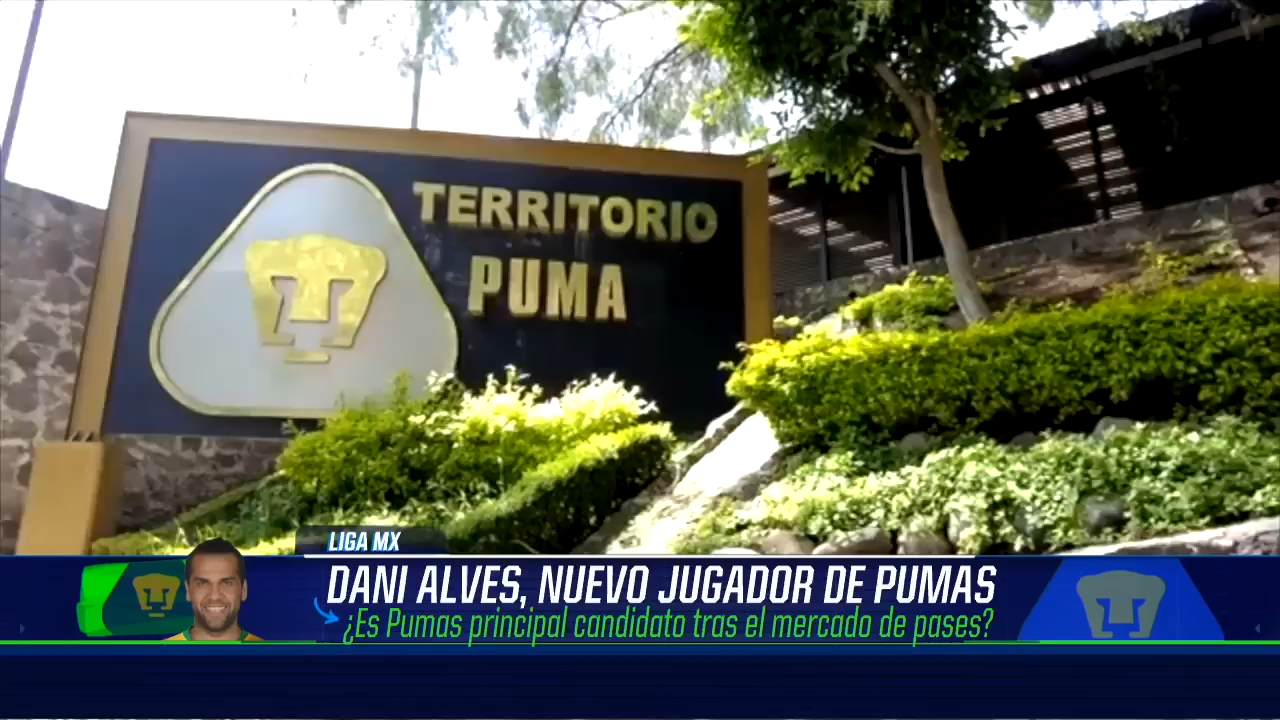 TERRITORIO
PUMA
LIGA MX
DANI ALVES, NUEVO JUGADOR DE PUMAS
¿Es Pumas principal candidato tras el mercado de pases?